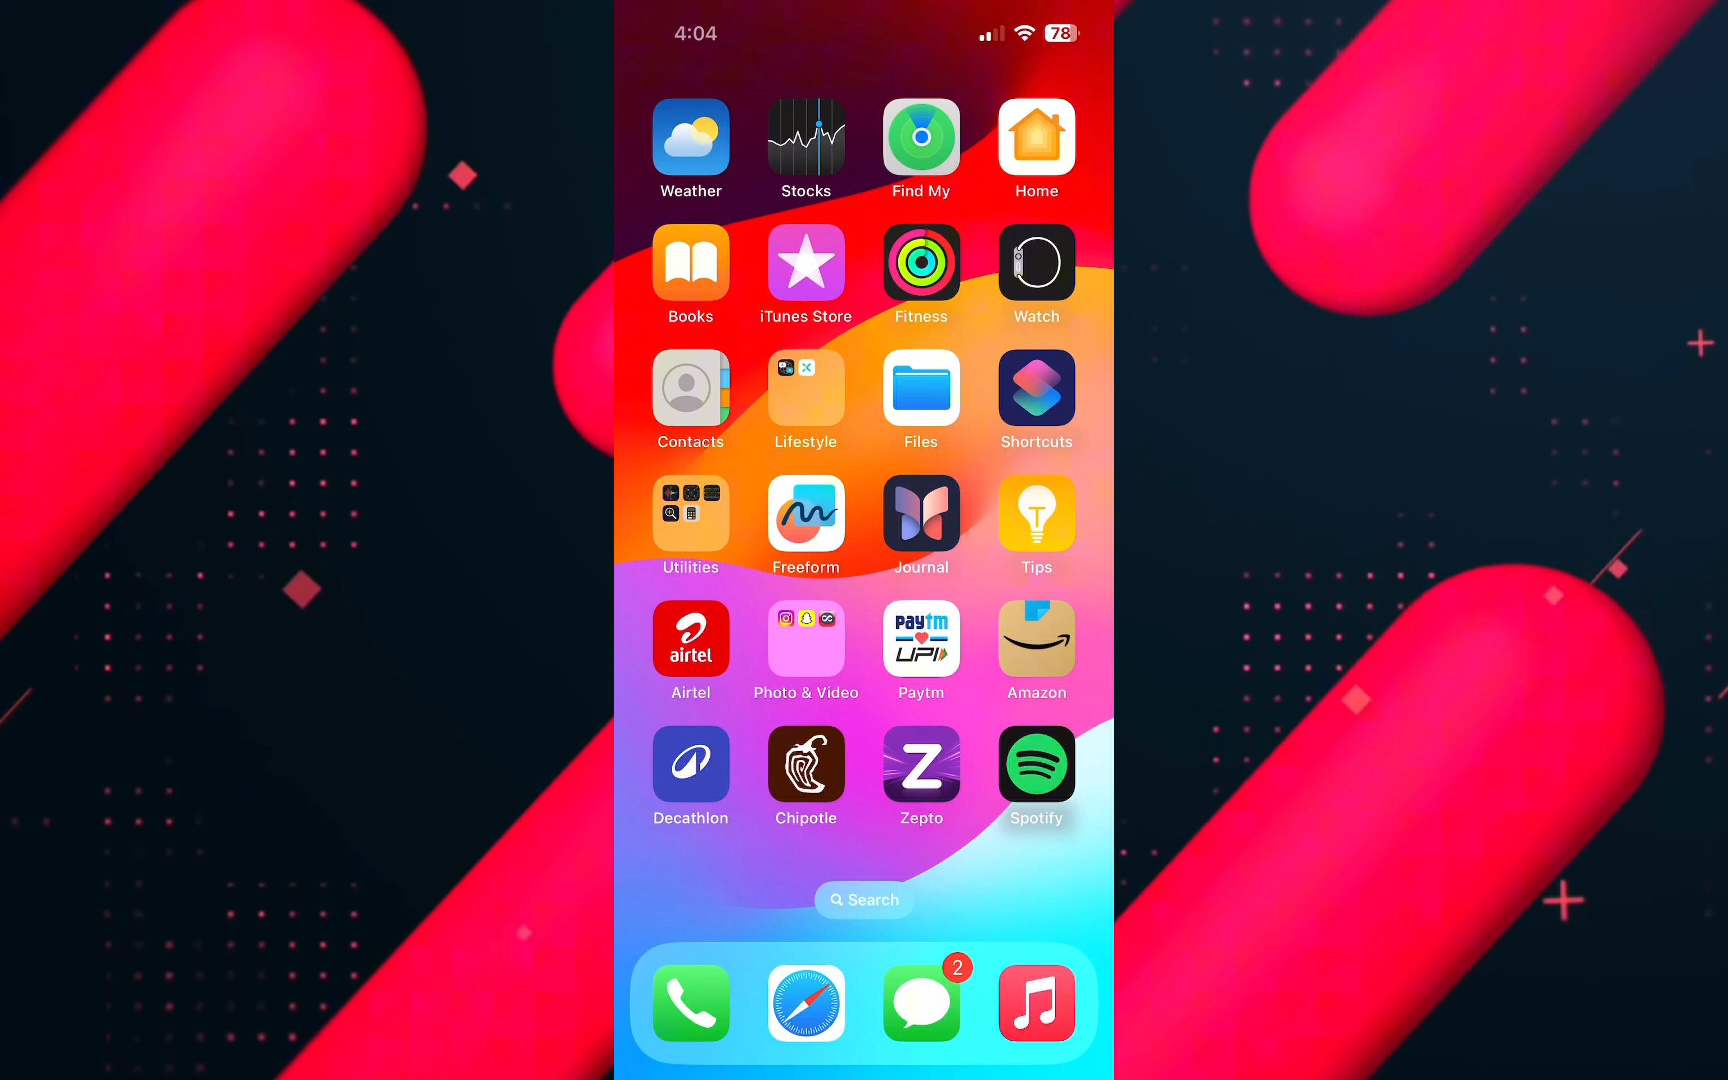 4:04
78
Weather
Stocks
Find My
Home
Books
iTunes Store
Fitness
Watch
Contacts
Lifestyle
Files
Shortcuts
T
Utilities
Freeform
Journal
Tips
airtel
paytm
UPI
Airtel
Photo & Video
Paytm
Amazon
Z
Decathlon
Chipotle
Zepto
Spotify
Search
2